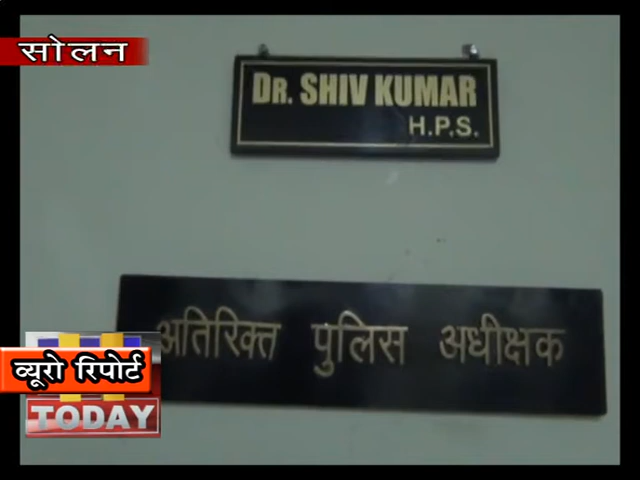 सोलन
DR. SHIV KUMAR
H.P.S.
अतिरिक्त पुलिस अधीक्षक
ब्यूरो रिपोर्ट
TODAY